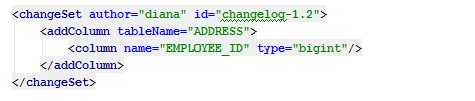 <changeSet author="diana" id="changelog-1.2">
<addColumn tableName="ADDRESS">
<column name="EMPLOYEE_ID" type="bigint"/>
</addColumn>
</changeSet>